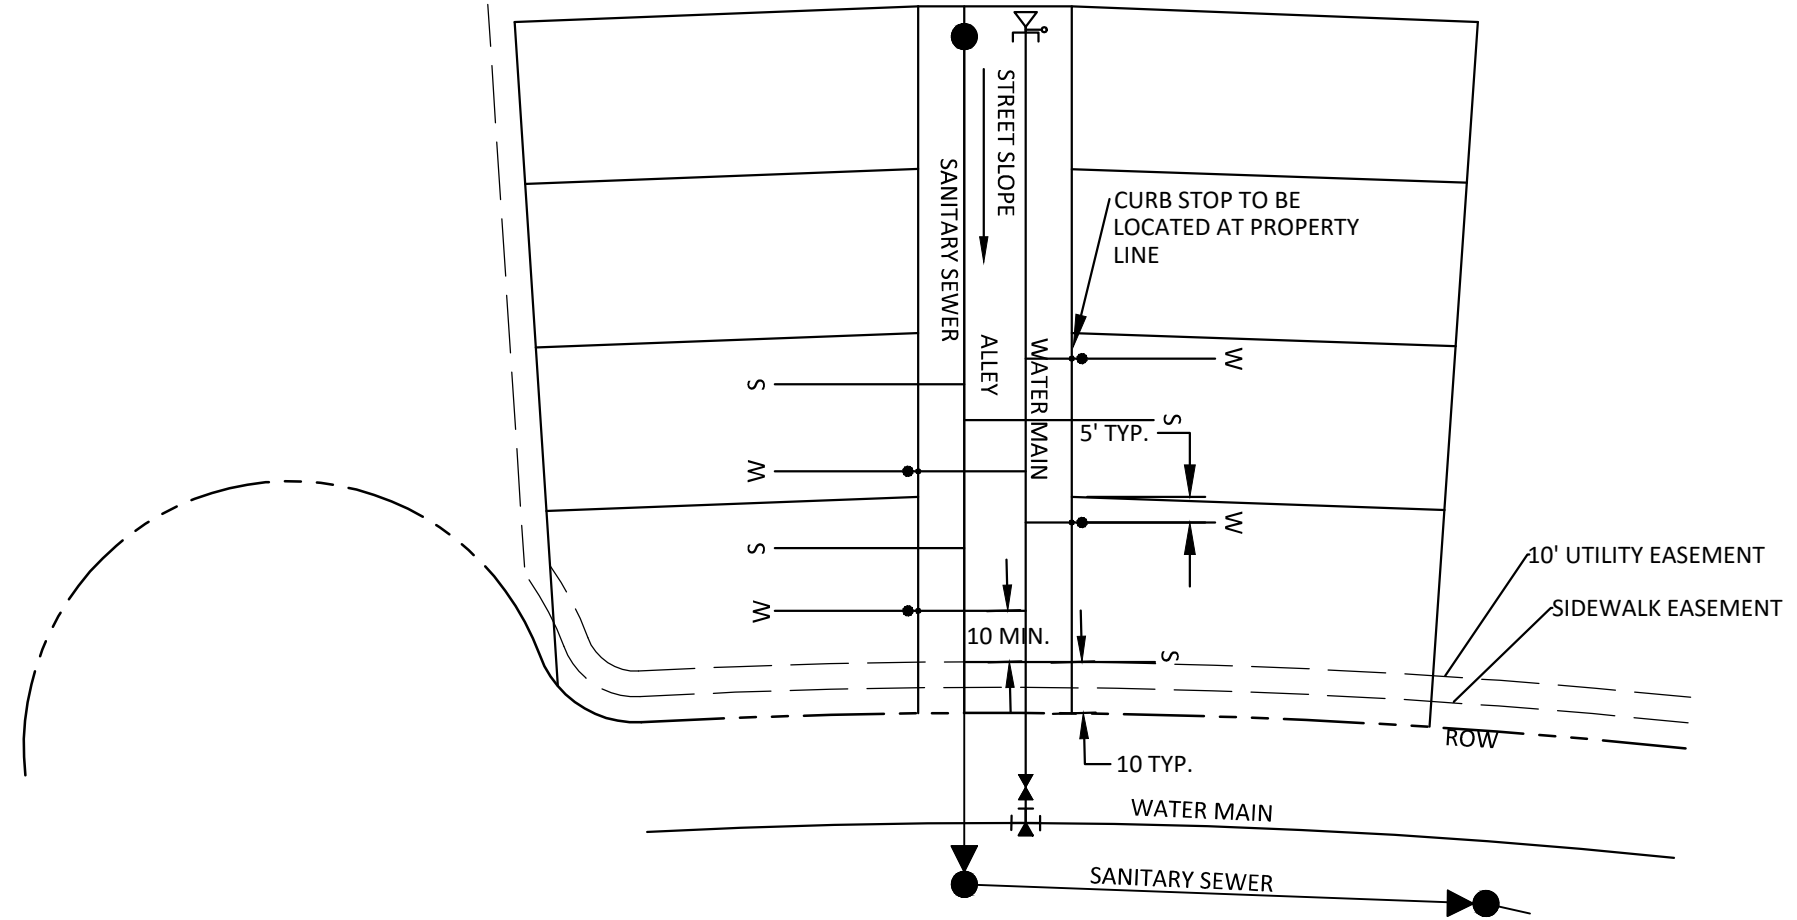 STREET SLOPE
SANITARY SEWER
CURB STOP TO BE
LOCATED AT PROPERTY
LINE
ALLEY
WATER MAIN
W
S
S
5' TYP.
W
W
S
10' UTILITY EASEMENT
W
SIDEWALK EASEMENT
10 MIN.
S
ROW
10 TYP.
WATER MAIN
SANITARY SEWER